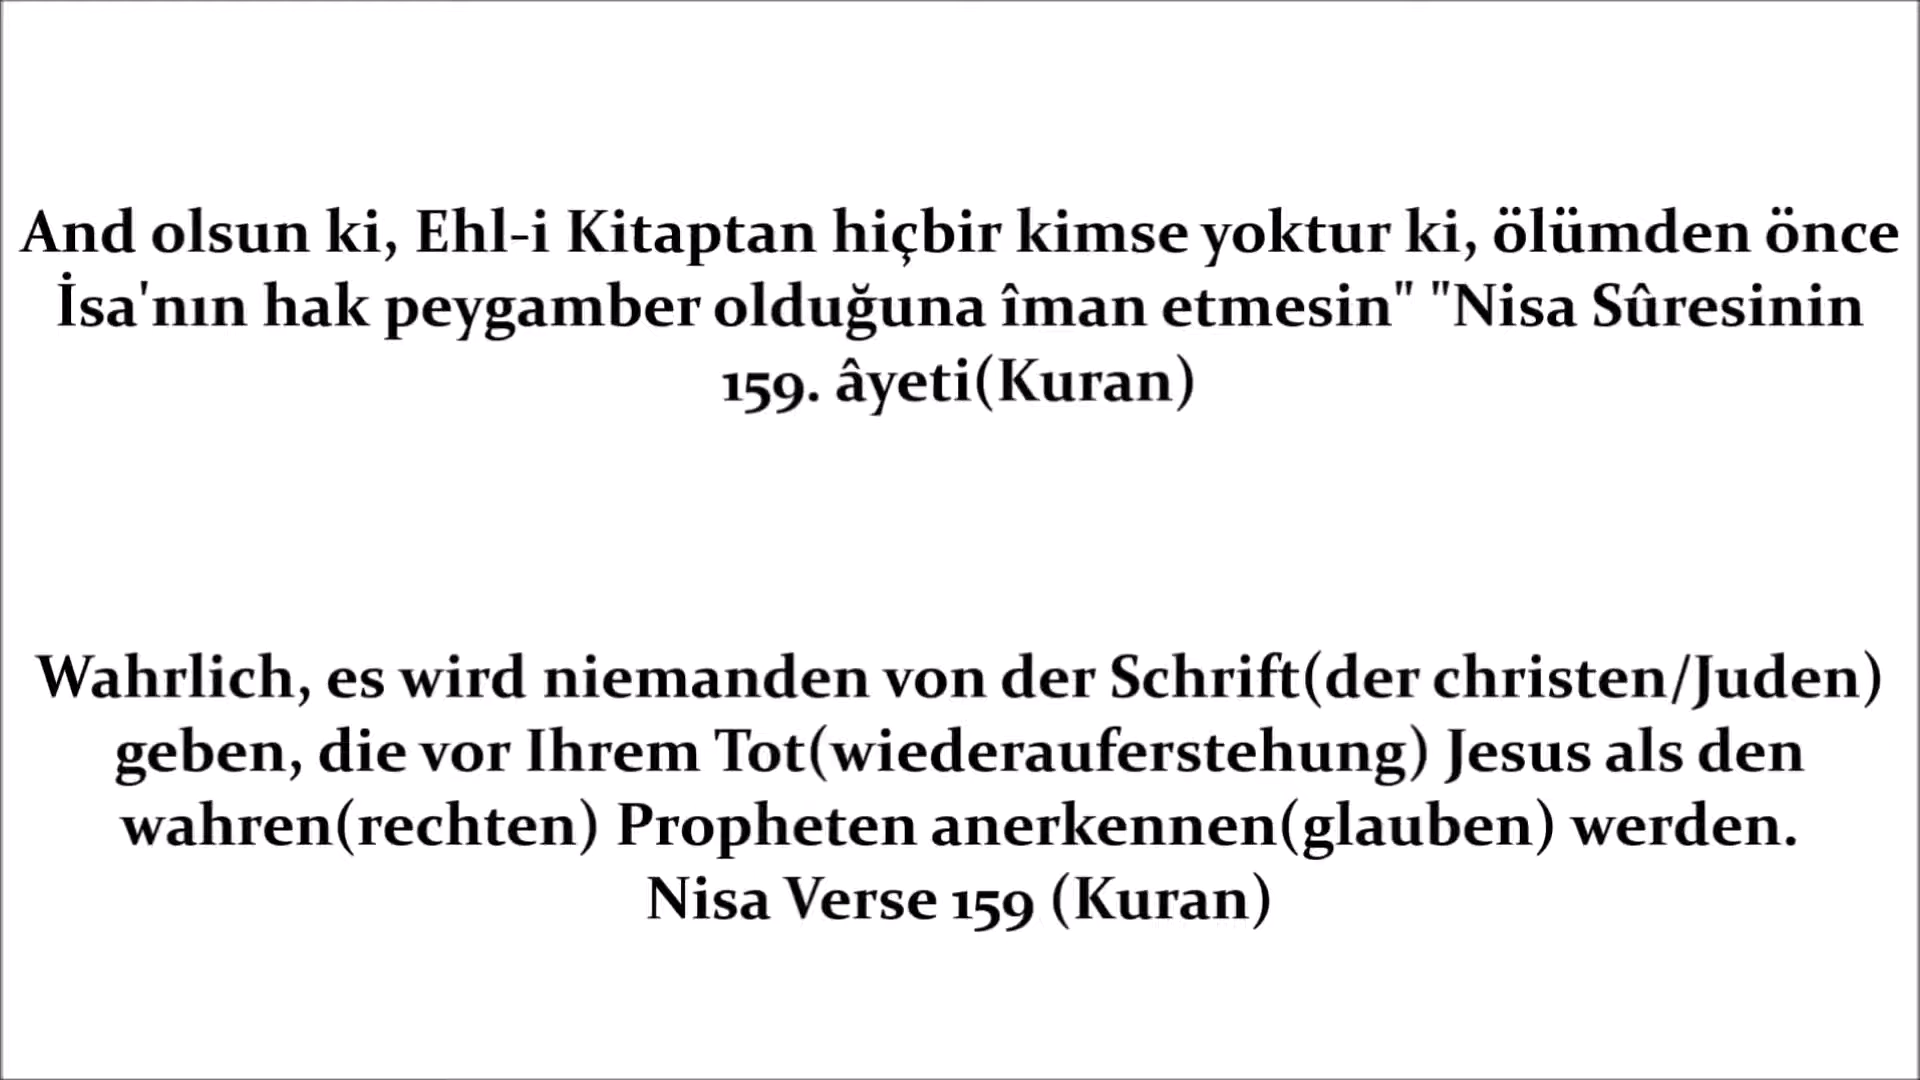 And olsun ki, Ehl-i Kitaptan hiçbir kimse yoktur ki, ölümden önce
İsa'nın hak peygamber olduğuna îman etmesin" "Nisa Sûresinin
159. âyeti(Kuran)
Wahrlich, es wird niemanden von der Schrift(der christen/Juden)
geben, die vor Ihrem Tot(wiederauferstehung) Jesus als den
wahren(rechten) Propheten anerkennen(glauben) werden.
Nisa Verse 159 (Kuran)